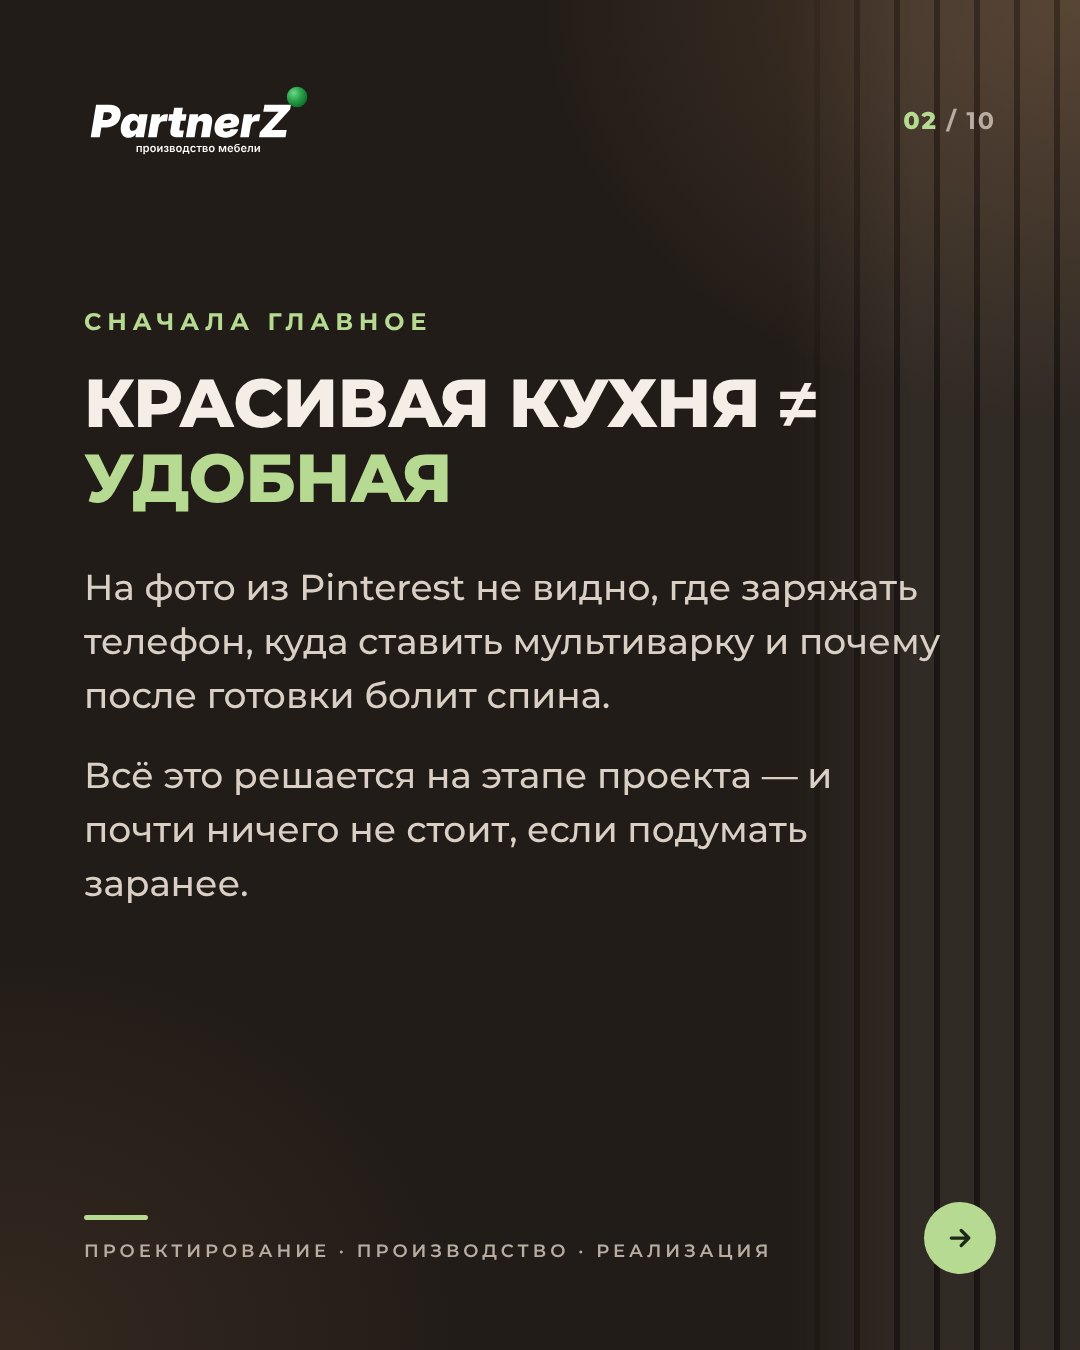 PartnerZ
производство мебели
02 / 10
СНАЧАЛА ГЛАВНОЕ
КРАСИВАЯ КУХНЯ ≠
УДОБНАЯ
На фото из Pinterest не видно, где заряжать
телефон, куда ставить мультиварку и почему
после готовки болит спина.
Всё это решается на этапе проекта — и
почти ничего не стоит, если подумать
заранее.
ПРОЕКТИРОВАНИЕ · ПРОИЗВОДСТВО · РЕАЛИЗАЦИЯ